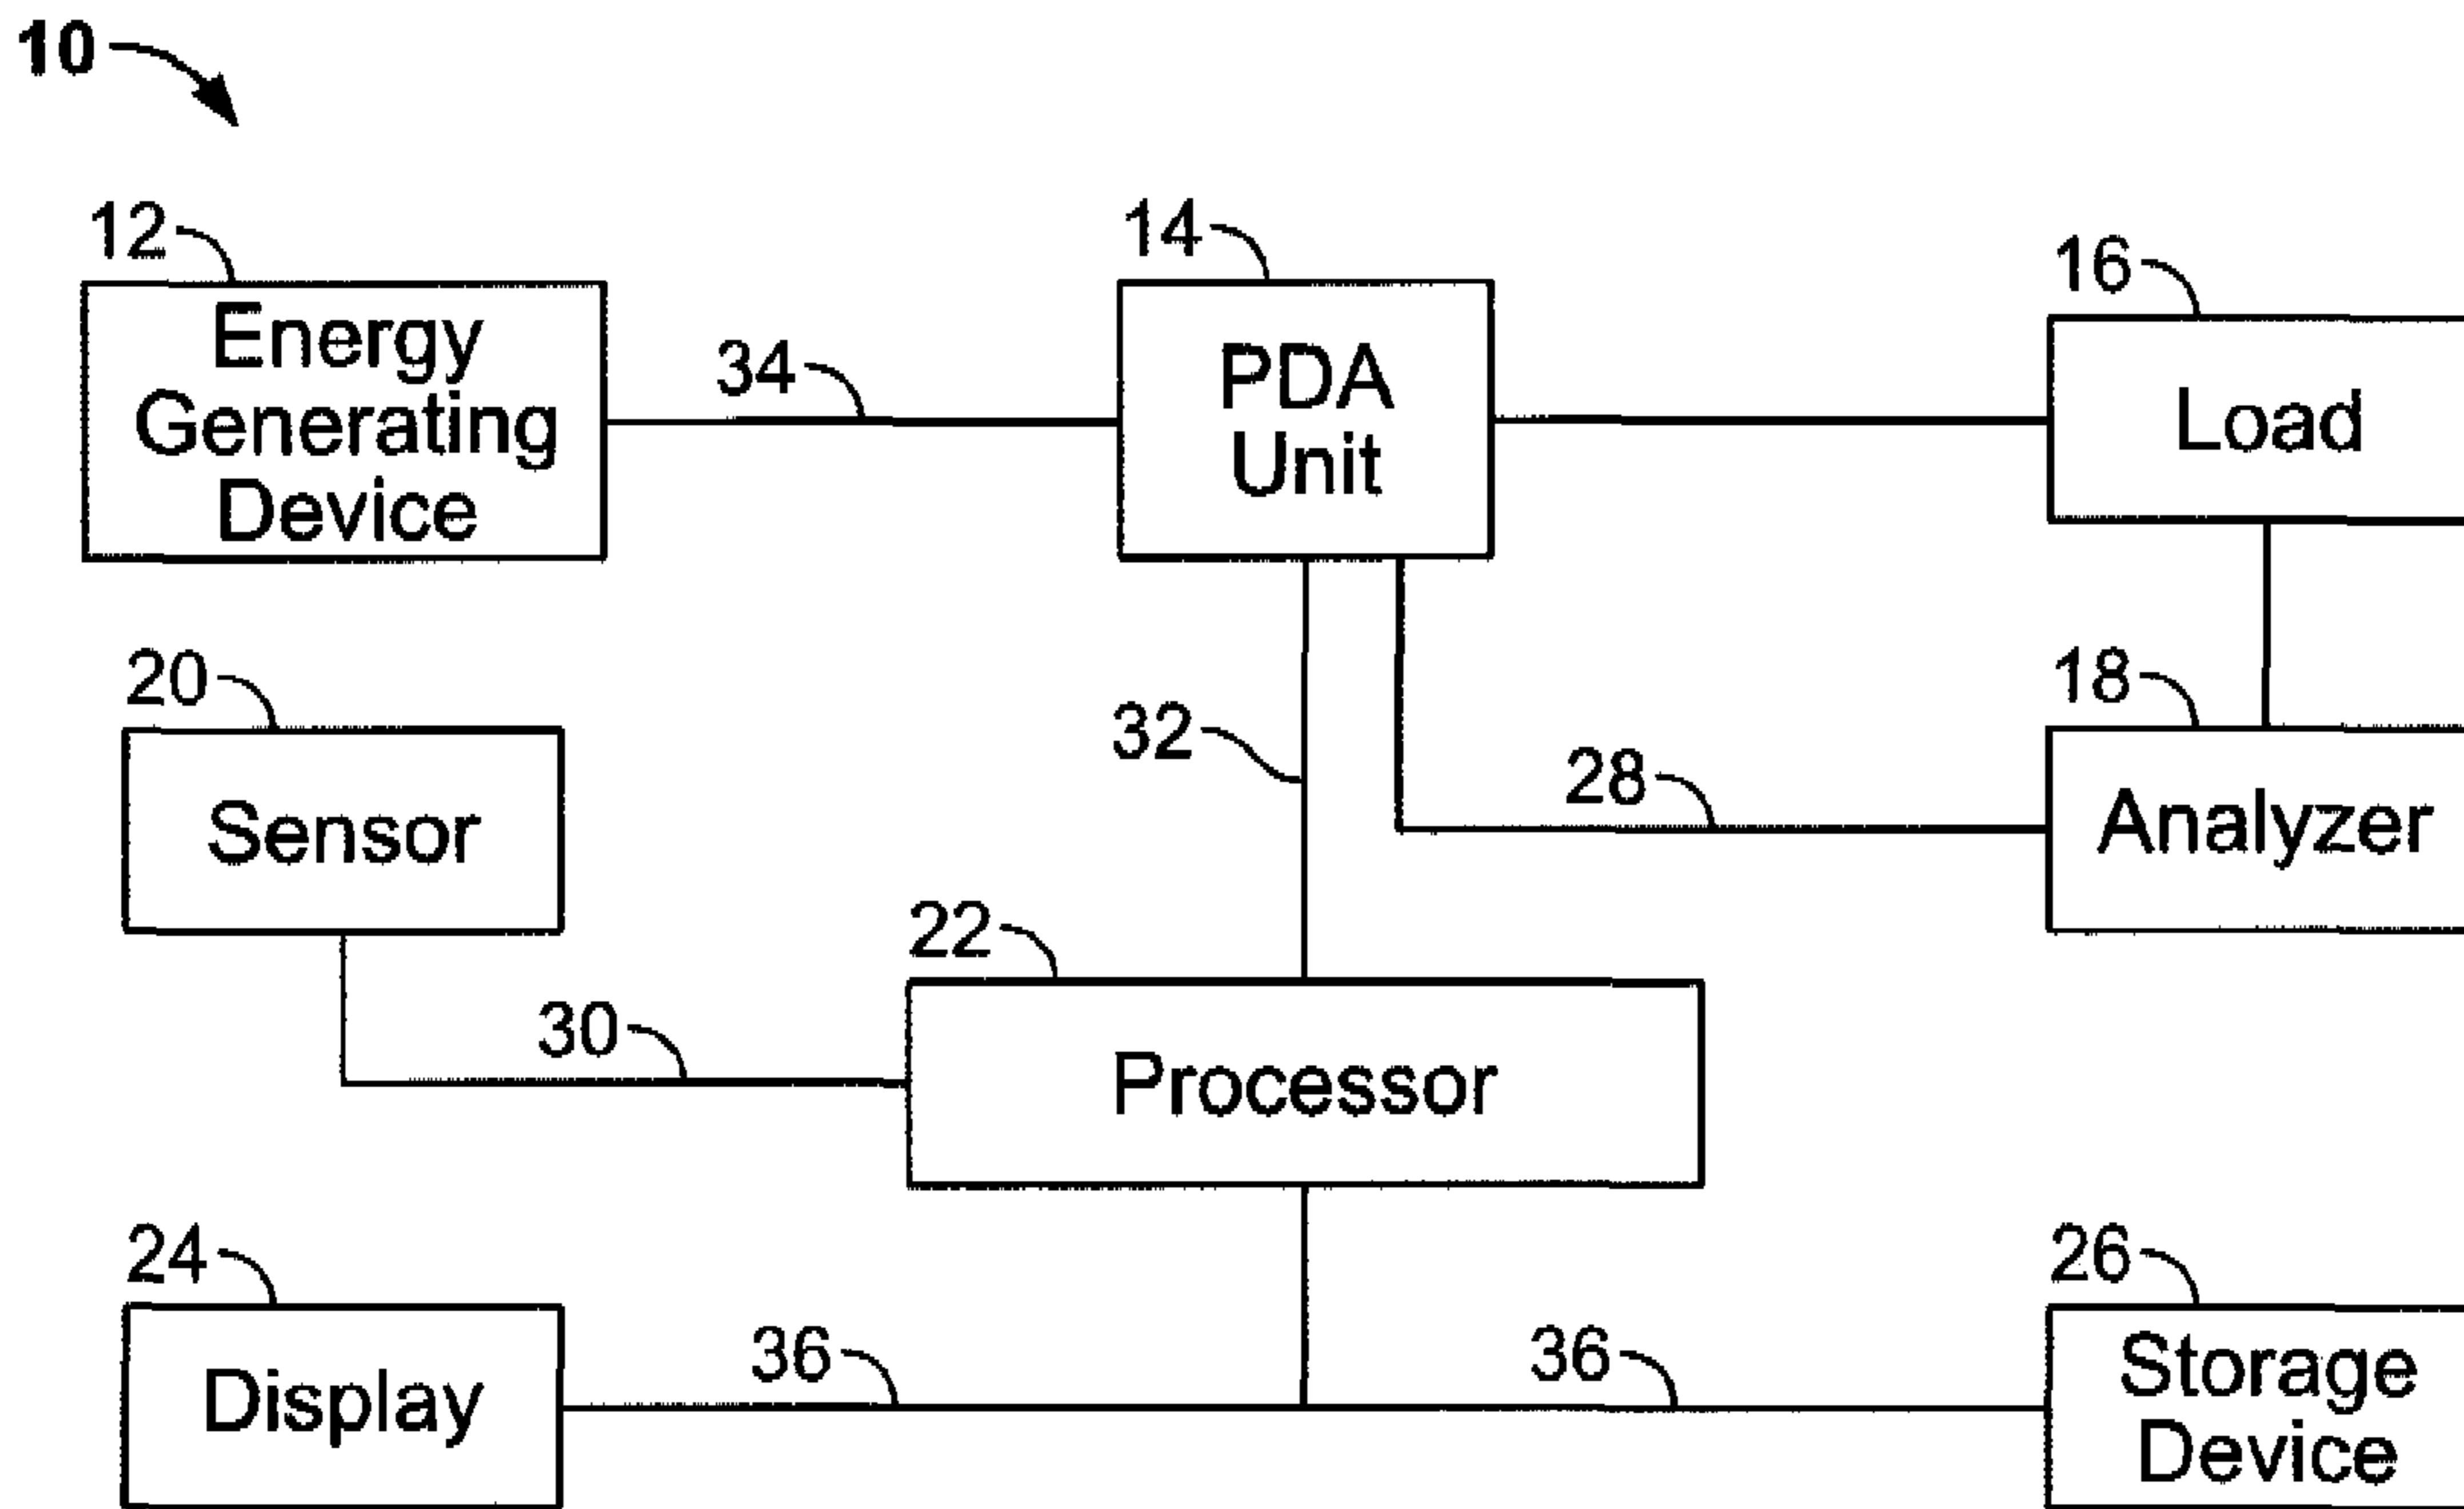 10
12
Energy
Generating
Device
34
14
PDA
Unit
16
Load
20
Sensor
32
28
18
Analyzer
22
Processor
30
24
Display
36
36
26
Storage
Device